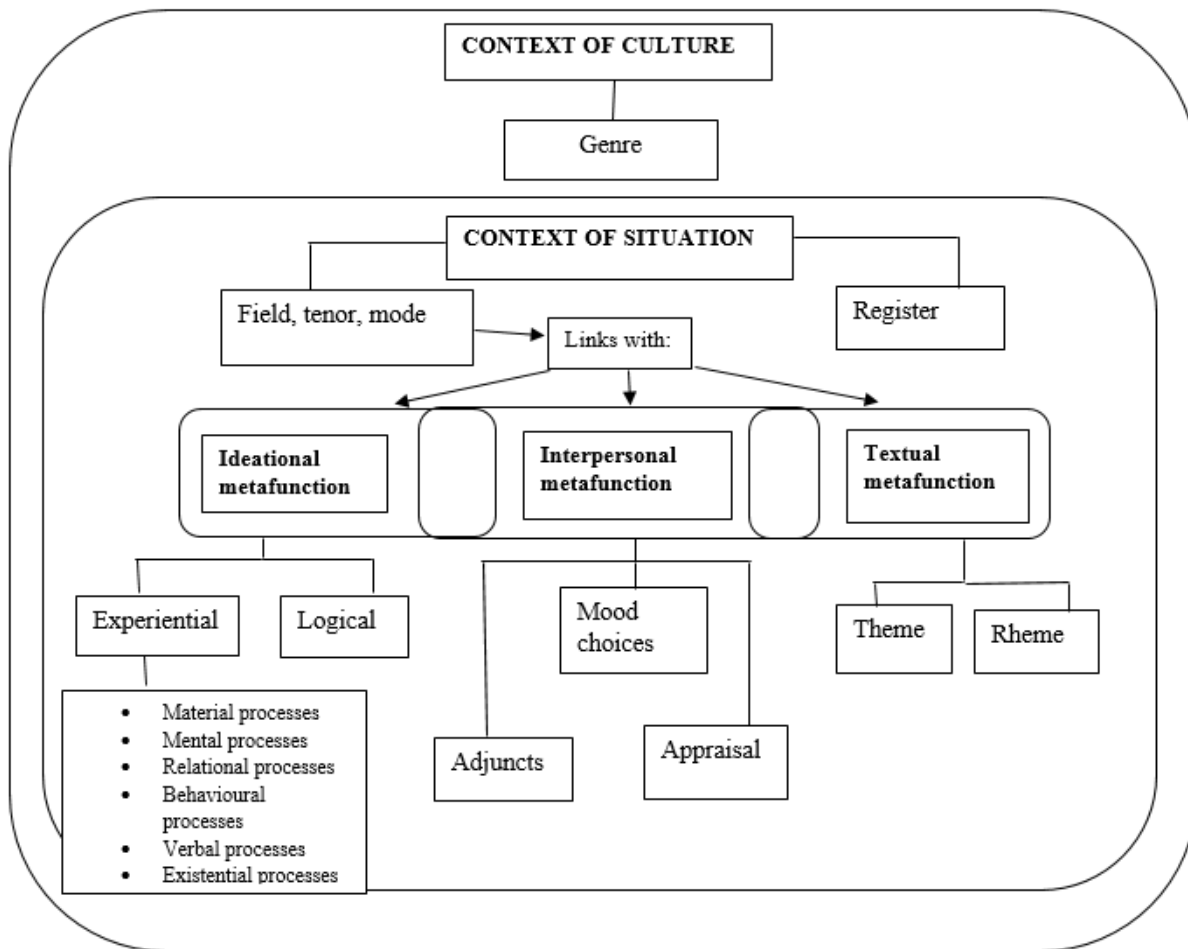 CONTEXT OF CULTURE
Genre
CONTEXT OF SITUATION
Field, tenor, mode
Register
Links with:
Ideational
metafunction
Interpersonal
metafunction
Textual
metafunction
Experiential
Logical
Mood
choices
Theme
Rheme
• Material processes
• Mental processes
• Relational processes
• Behavioural
processes
• Verbal processes
• Existential processes
Adjuncts
Appraisal